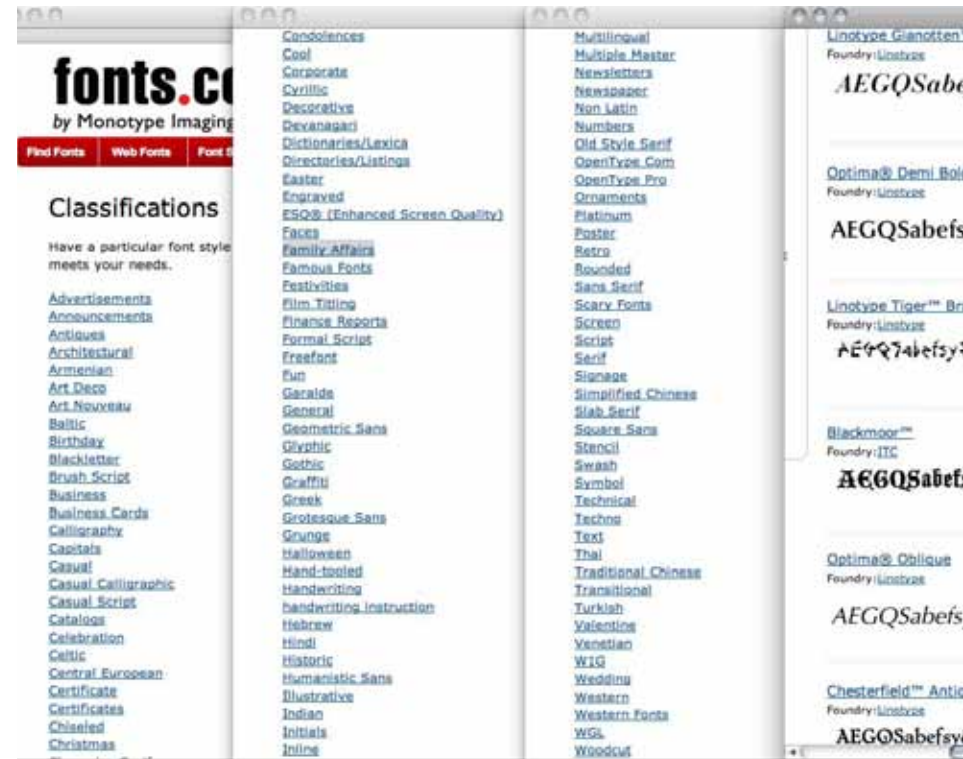 fonts.co
by Monotype Imaging
Find Fonts Web Fonts Font S
Classifications
Have a particular font style
meets your needs.
Advertisements
Announcements
Antiques
Architectural
Armenian
Art Deco
Art Nouveau
Baltic
Birthday
Blackletter
Brush Script
Business
Business Cards
Calligraphy
Capitals
Casual
Casual Calligraphic
Casual Script
Catalogs
Celebration
Celtic
Central European
Certificate
Certificates
Chiseled
Christmas
Condolences
Cool
Corporate
Cyrillic
Decorative
Devanagari
Dictionaries/Lexica
Directories/Listings
Easter
Engraved
ESQ® (Enhanced Screen Quality)
Faces
Family Affairs
Famous Fonts
Festivities
Film Titling
Finance Reports
Formal Script
Freefont
Fun
Garalde
General
Geometric Sans
Glyphic
Gothic
Graffiti
Greek
Grotesque Sans
Grunge
Halloween
Hand-tooled
Handwriting
handwriting instruction
Hebrew
Hindi
Historic
Humanistic Sans
Illustrative
Indian
Initials
Inline
Multilingual
Multiple Master
Newsletters
Newspaper
Non Latin
Numbers
Old Style Serif
OpenType Com
OpenType Pro
Ornaments
Platinum
Poster
Retro
Rounded
Sans Serif
Scary Fonts
Screen
Script
Serif
Signage
Simplified Chinese
Slab Serif
Square Sans
Stencil
Swash
Symbol
Technical
Techno
Text
Thai
Traditional Chinese
Transitional
Turkish
Valentine
Venetian
W1G
Wedding
Western
Western Fonts
WGL
Woodcut
Linotype Gianotten™
Foundry:Linotype
AEGQSabe
Optima® Demi Bold
Foundry:Linotype
AEGQSabefs
Linotype Tiger™ Br
Foundry:Linotype
AEGQSabefsy
Blackmoor™
Foundry:ITC
AEGQSabefs
Optima® Oblique
Foundry:Linotype
AEGQSabefs
Chesterfield™ Antiq
Foundry:Linotype
AEGQSabefsy